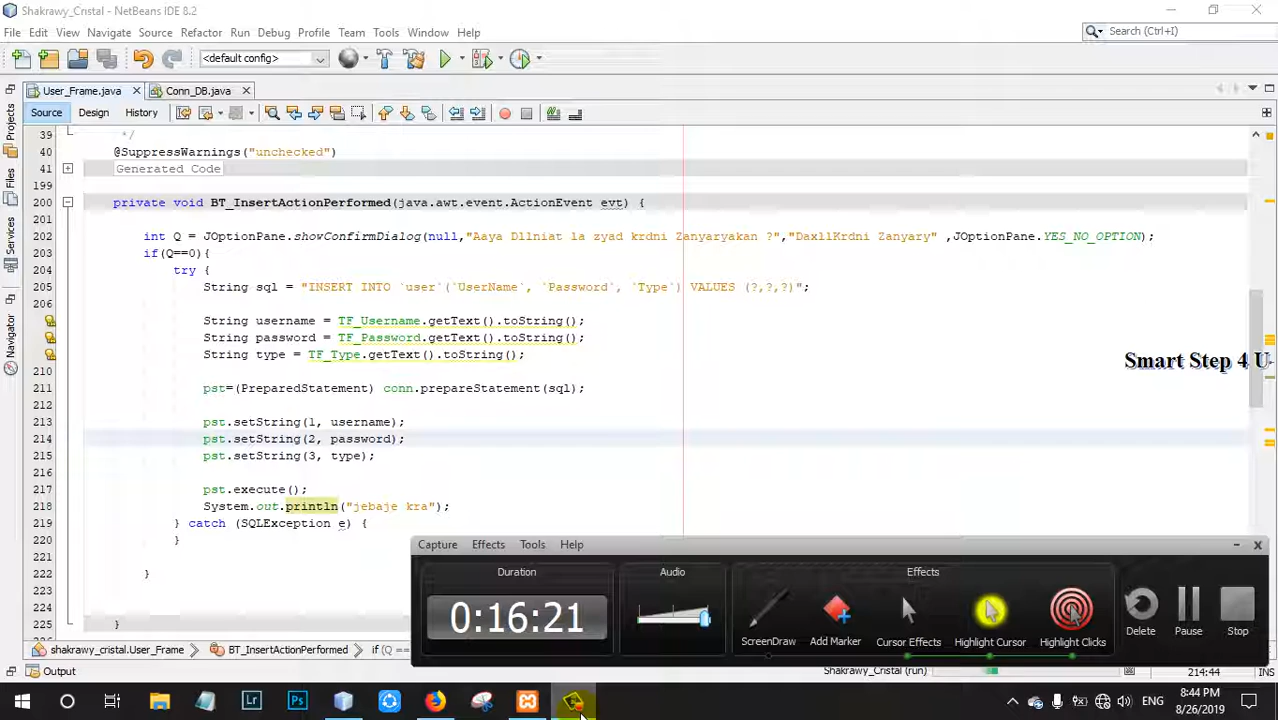 Shakrawy_Cristal - NetBeans IDE 8.2
File Edit View Navigate Source Refactor Run Debug Profile Team Tools Window Help
Search (Ctrl+I)
<default config>
User_Frame.java
Conn_DB.java
Source Design History
Projects
Files
Services
Navigator
39 */
40 @SuppressWarnings("unchecked")
41 Generated Code
199
200 private void BT_InsertActionPerformed(java.awt.event.ActionEvent evt) {
201
202 int Q = JOptionPane.showConfirmDialog(null,"Aaya Dllniat la zyad krdni Zanyaryakan ?","DaxllKrdni Zanyary" ,JOptionPane.YES_NO_OPTION);
203 if(Q==0){
204 try {
205 String sql = "INSERT INTO `user`(`UserName`, `Password`, `Type`) VALUES (?,?,?)";
206
String username = TF_Username.getText().toString();
String password = TF_Password.getText().toString();
String type = TF_Type.getText().toString();
Smart Step 4 U
210
211 pst=(PreparedStatement) conn.prepareStatement(sql);
212
213 pst.setString(1, username);
214 pst.setString(2, password);
215 pst.setString(3, type);
216
217 pst.execute();
218 System.out.println("jebaje kra");
219 } catch (SQLException e) {
220 }
221
222 }
223
224
225 }
Capture Effects Tools Help
Duration
Audio
Effects
0:16:21
ScreenDraw
Add Marker
Cursor Effects
Highlight Cursor
Highlight Clicks
Delete
Pause
Stop
shakrawy_cristal.User_Frame
BT_InsertActionPerformed
if (Q ==
Output
Shakrawy_Cristal (run)
214:44
Lr
Ps
ENG
8:44 PM
8/26/2019